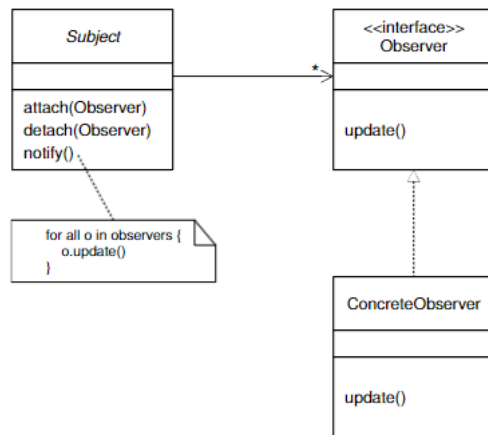 Subject
attach(Observer)
detach(Observer)
notify()
for all o in observers {
o.update()
}
*
<<interface>>
Observer
update()
ConcreteObserver
update()